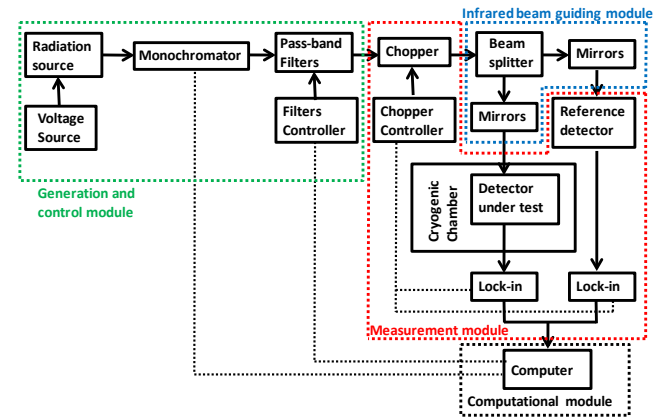 Infrared beam guiding module
Radiation
source
Monochromator
Pass-band
Filters
Chopper
Beam
splitter
Mirrors
Voltage
Source
Filters
Controller
Chopper
Controller
Mirrors
Reference
detector
Generation and
control module
Cryogenic
Chamber
Detector
under test
Lock-in
Lock-in
Measurement module
Computer
Computational module